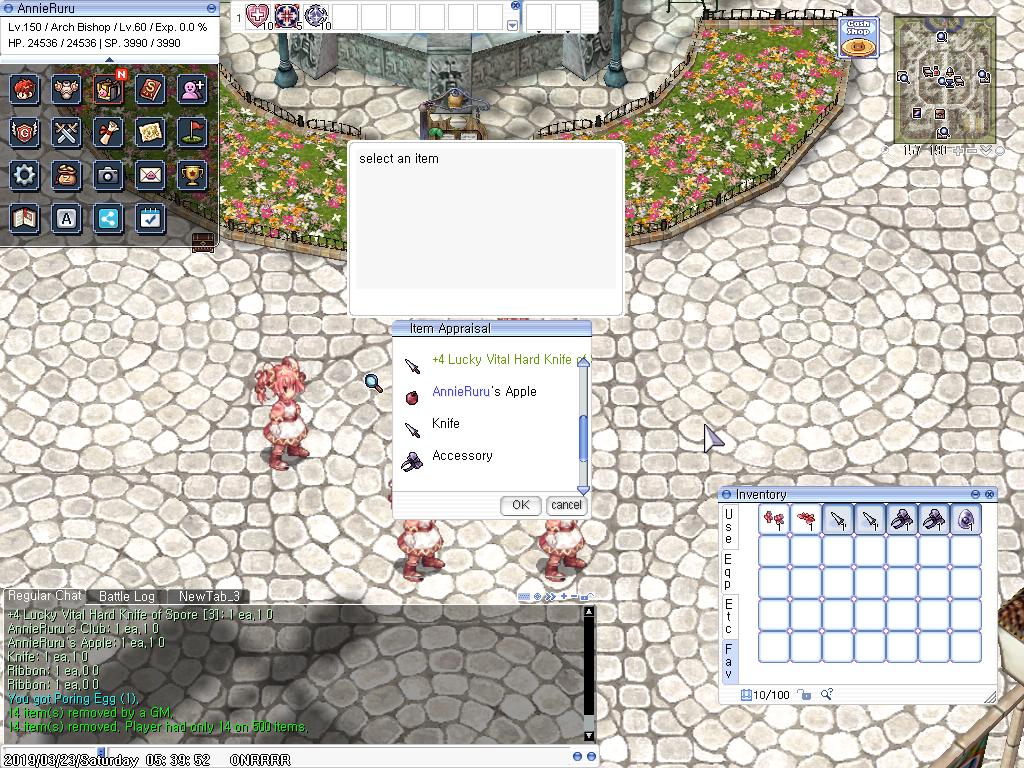 AnnieRuru
Lv.150 / Arch Bishop / Lv.60 / Exp. 0.0 %
HP. 24536 / 24536 | SP. 3990 / 3990
N
1
10
5
10
0
Cash Shop
157 190
select an item
Item Appraisal
+4 Lucky Vital Hard Knife of
AnnieRuru's Apple
Knife
Accessory
OK cancel
Inventory
Use
Eqp
Etc
Fav
10/100
Regular Chat Battle Log NewTab_3
+4 Lucky Vital Hard Knife of Spore [3]: 1 ea,1 0
AnnieRuru's Club: 1 ea,1 0
AnnieRuru's Apple: 1 ea,1 0
Knife: 1 ea,1 0
Ribbon: 1 ea,0 0
Ribbon: 1 ea,0 0
You got Poring Egg (1),
14 item(s) removed by a GM,
14 item(s) removed, Player had only 14 on 500 items,
2019/03/23/Saturday 05: 39: 52 ONRRRR